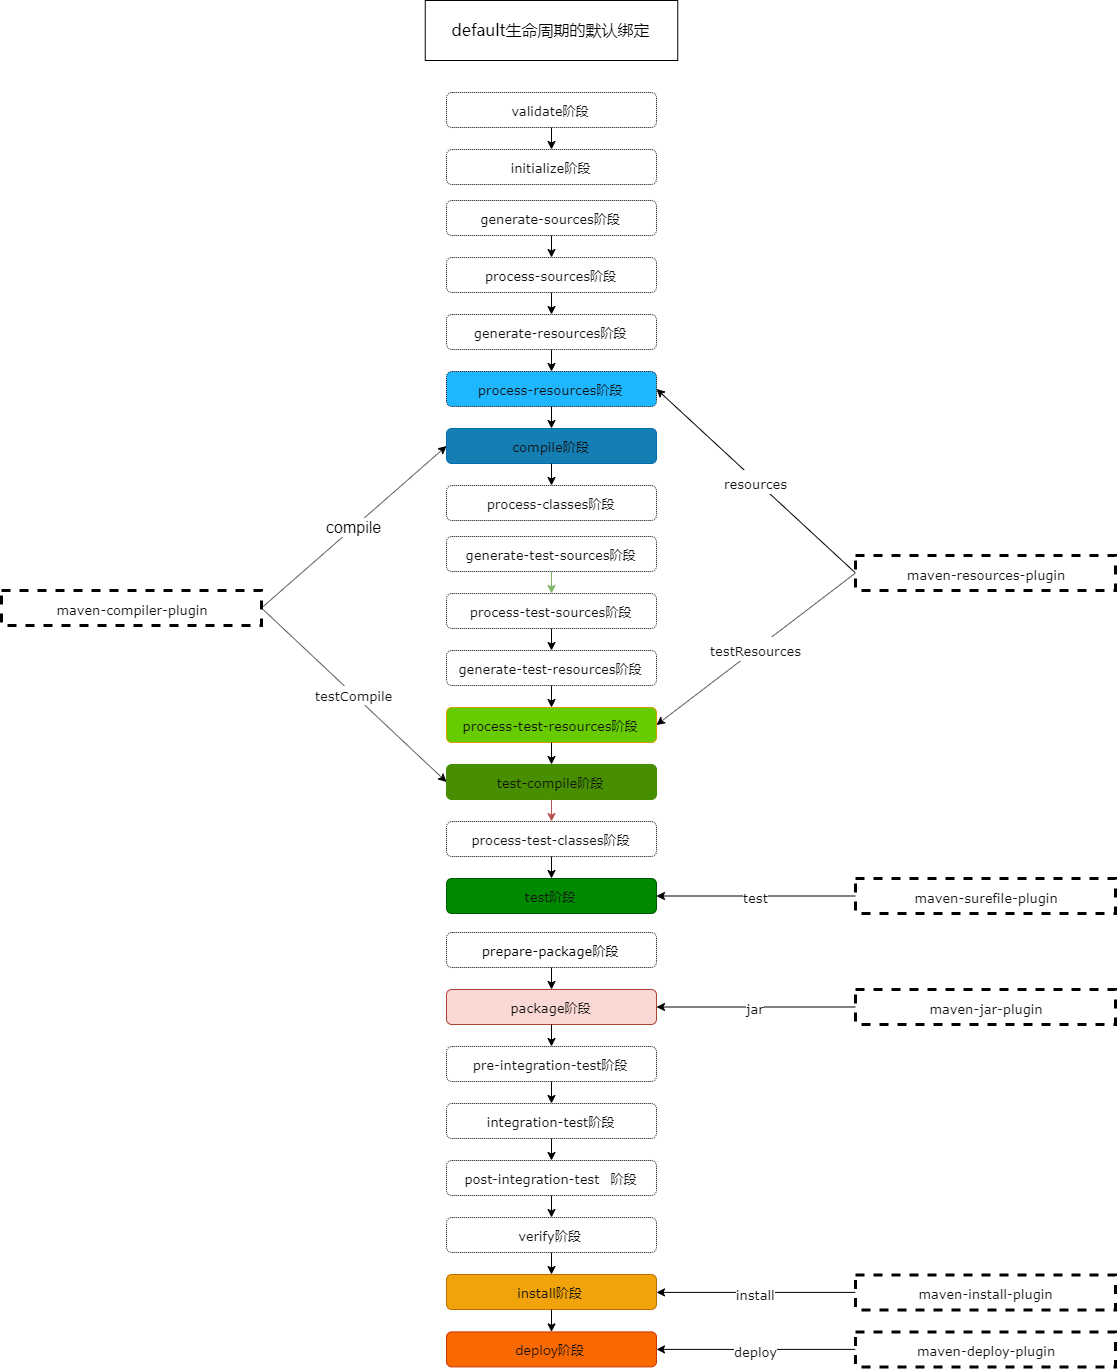 default生命周期的默认绑定
validate阶段
initialize阶段
generate-sources阶段
process-sources阶段
generate-resources阶段
process-resources阶段
compile阶段
resources
process-classes阶段
compile
generate-test-sources阶段
maven-resources-plugin
maven-compiler-plugin
process-test-sources阶段
testResources
generate-test-resources阶段
testCompile
process-test-resources阶段
test-compile阶段
process-test-classes阶段
test阶段
test
maven-surefile-plugin
prepare-package阶段
package阶段
jar
maven-jar-plugin
pre-integration-test阶段
integration-test阶段
post-integration-test 阶段
verify阶段
install阶段
install
maven-install-plugin
deploy阶段
deploy
maven-deploy-plugin